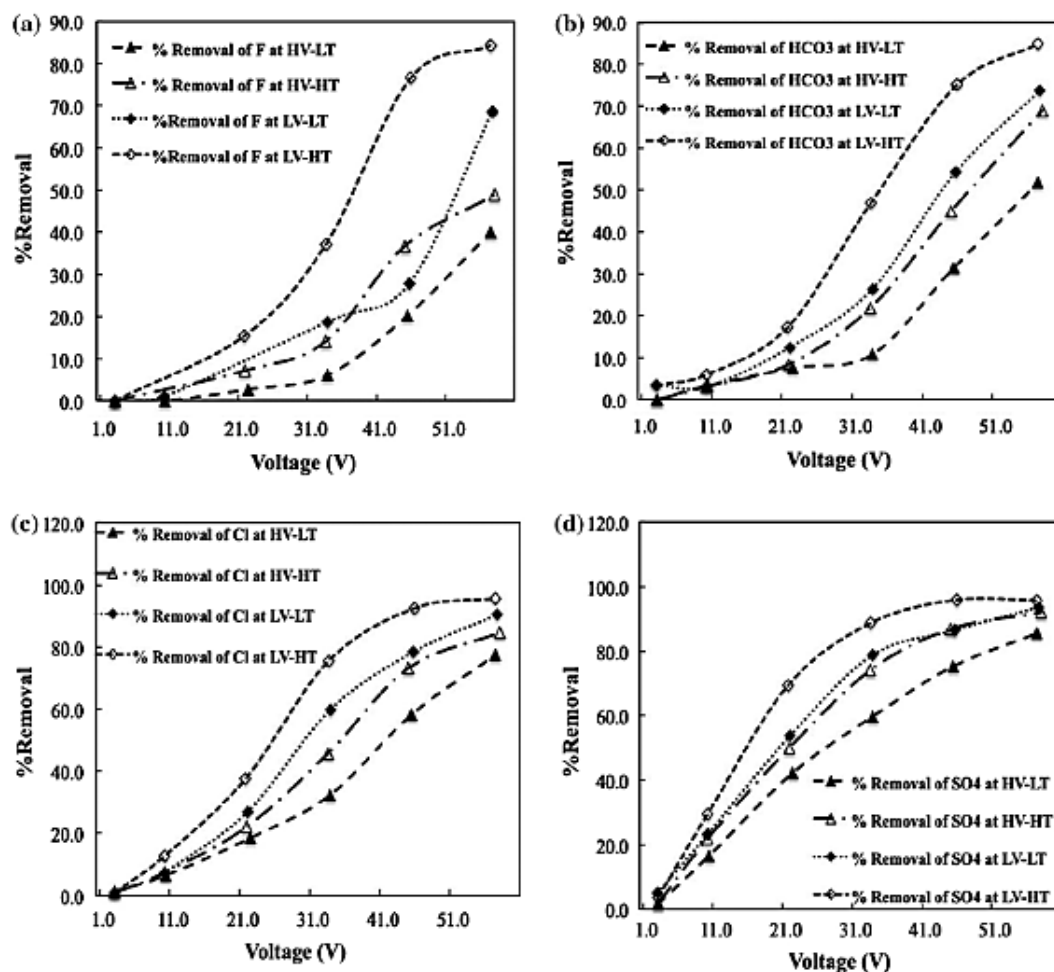 (a)
90.0
80.0
70.0
60.0
50.0
40.0
30.0
20.0
10.0
0.0
%Removal
% Removal of F at HV-LT
% Removal of F at HV-HT
%Removal of F at LV-LT
%Removal of F at LV-HT
1.0 11.0 21.0 31.0 41.0 51.0
Voltage (V)
(b)
90.0
80.0
70.0
60.0
50.0
40.0
30.0
20.0
10.0
0.0
%Removal
% Removal of HCO3 at HV-LT
% Removal of HCO3 at HV-HT
% Removal of HCO3 at LV-LT
% Removal of HCO3 at LV-HT
1.0 11.0 21.0 31.0 41.0 51.0
Voltage (V)
(c)
120.0
100.0
80.0
60.0
40.0
20.0
0.0
%Removal
% Removal of Cl at HV-LT
% Removal of Cl at HV-HT
% Removal of Cl at LV-LT
% Removal of Cl at LV-HT
1.0 11.0 21.0 31.0 41.0 51.0
Voltage (V)
(d)
120.0
100.0
80.0
60.0
40.0
20.0
0.0
%Removal
% Removal of SO4 at HV-LT
% Removal of SO4 at HV-HT
% Removal of SO4 at LV-LT
% Removal of SO4 at LV-HT
1.0 11.0 21.0 31.0 41.0 51.0
Voltage (V)